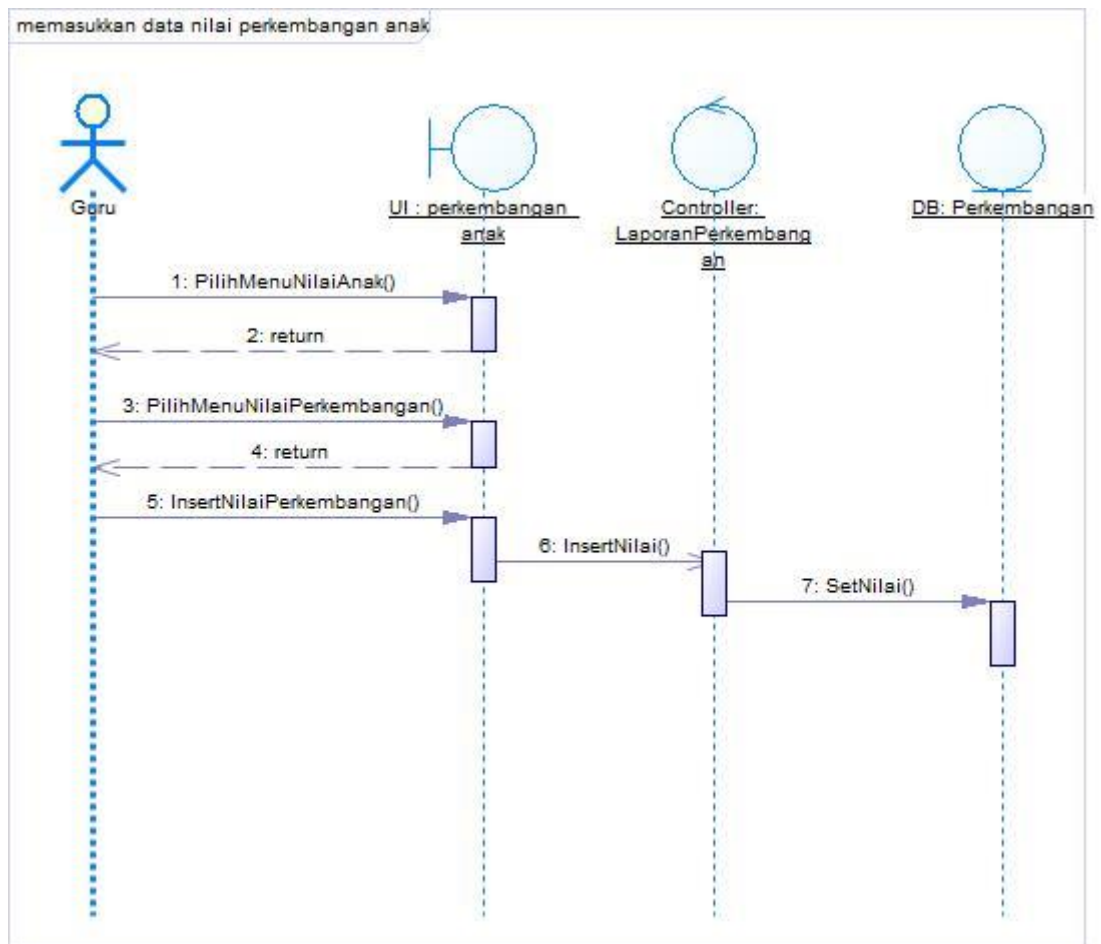 memasukkan data nilai perkembangan anak
Guru
UI : perkembangan
anak
Controller:
LaporanPerkembang
an
DB: Perkembangan
1: PilihMenuNilaiAnak()
2: return
3: PilihMenuNilaiPerkembangan()
4: return
5: InsertNilaiPerkembangan()
6: InsertNilai()
7: SetNilai()